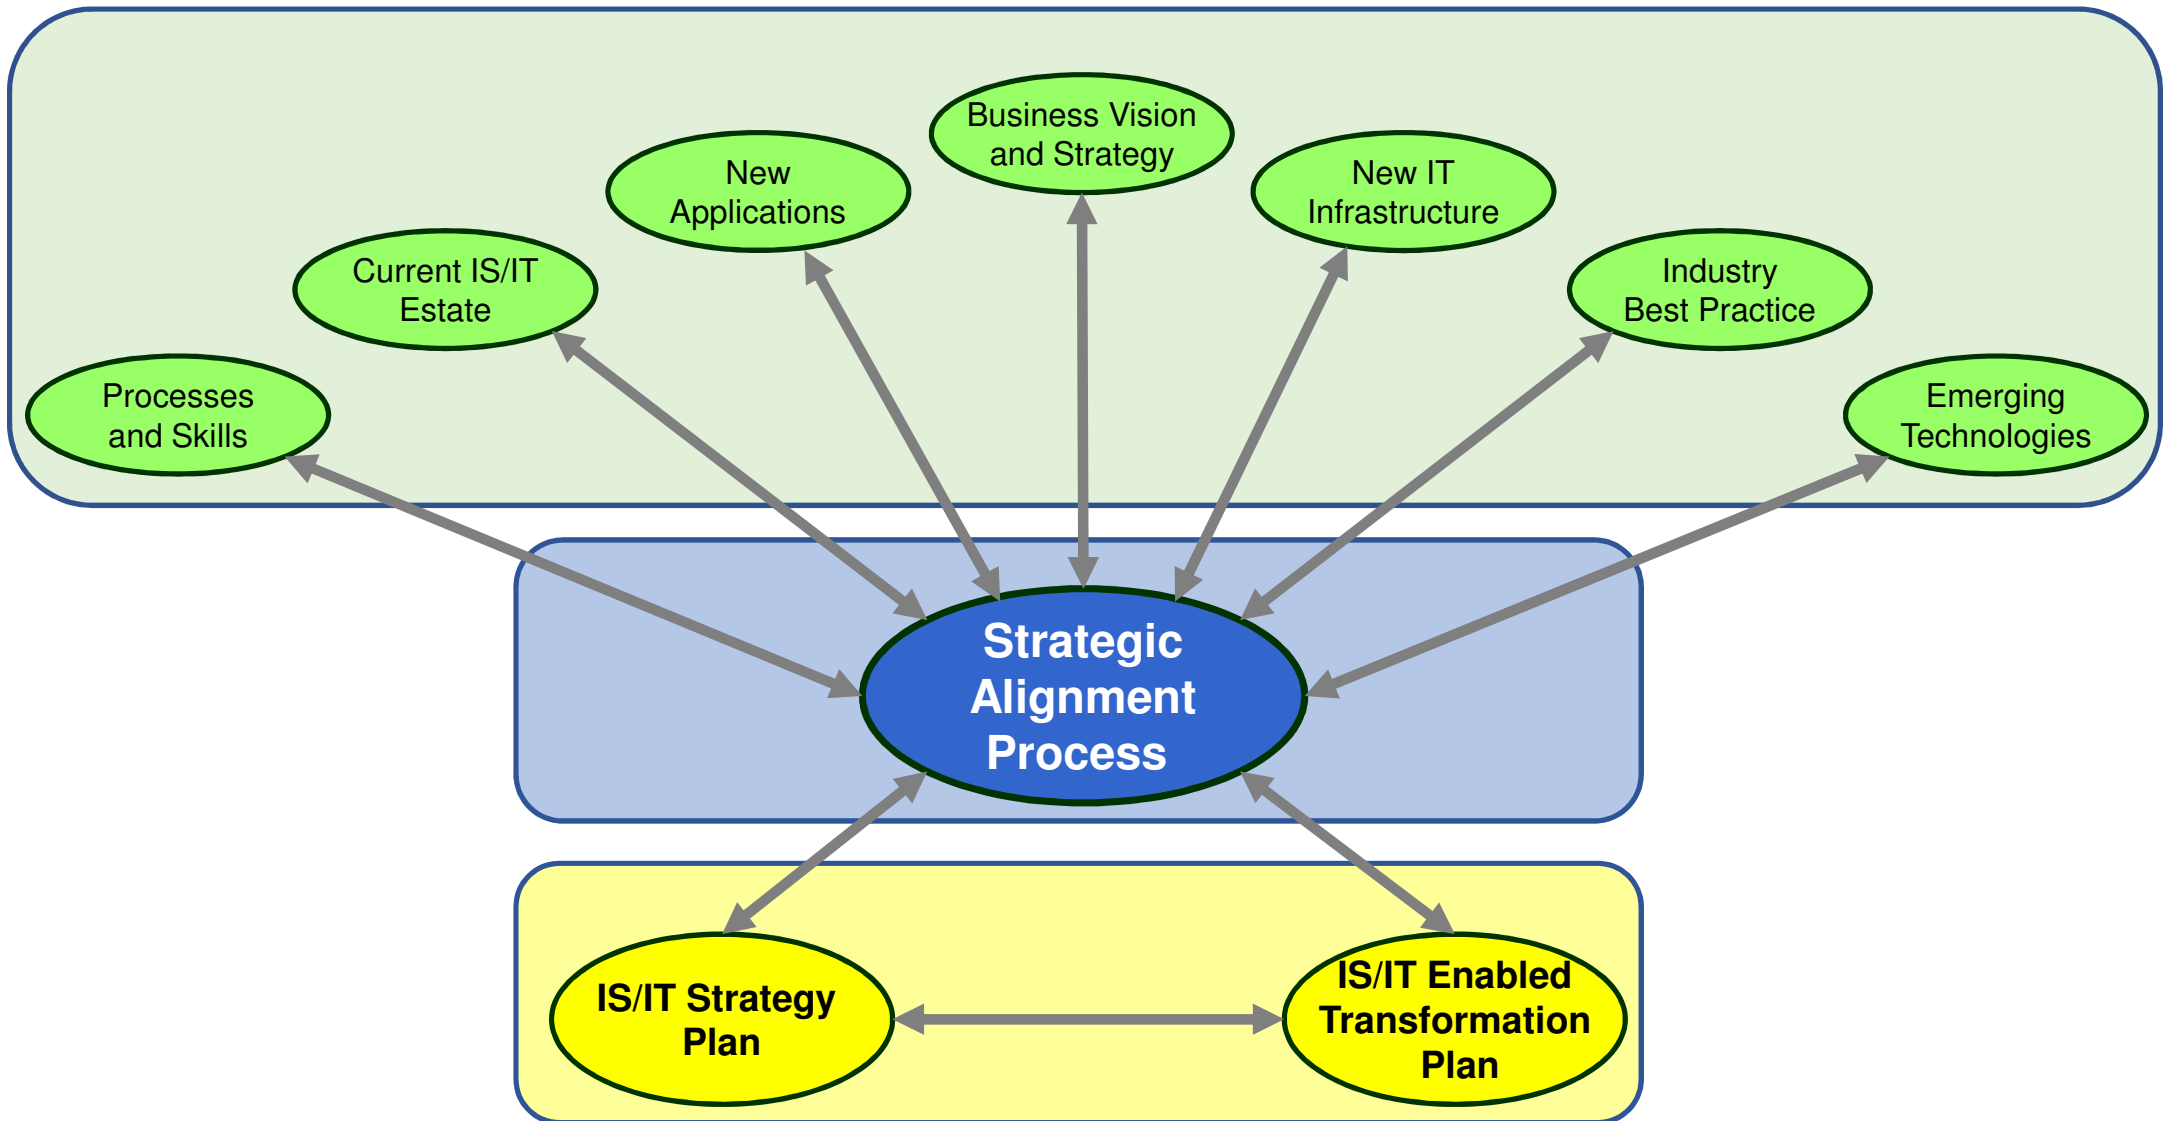 Business Vision
and Strategy
New
Applications
New IT
Infrastructure
Current IS/IT
Estate
Industry
Best Practice
Processes
and Skills
Emerging
Technologies
Strategic
Alignment
Process
IS/IT Strategy
Plan
IS/IT Enabled
Transformation
Plan